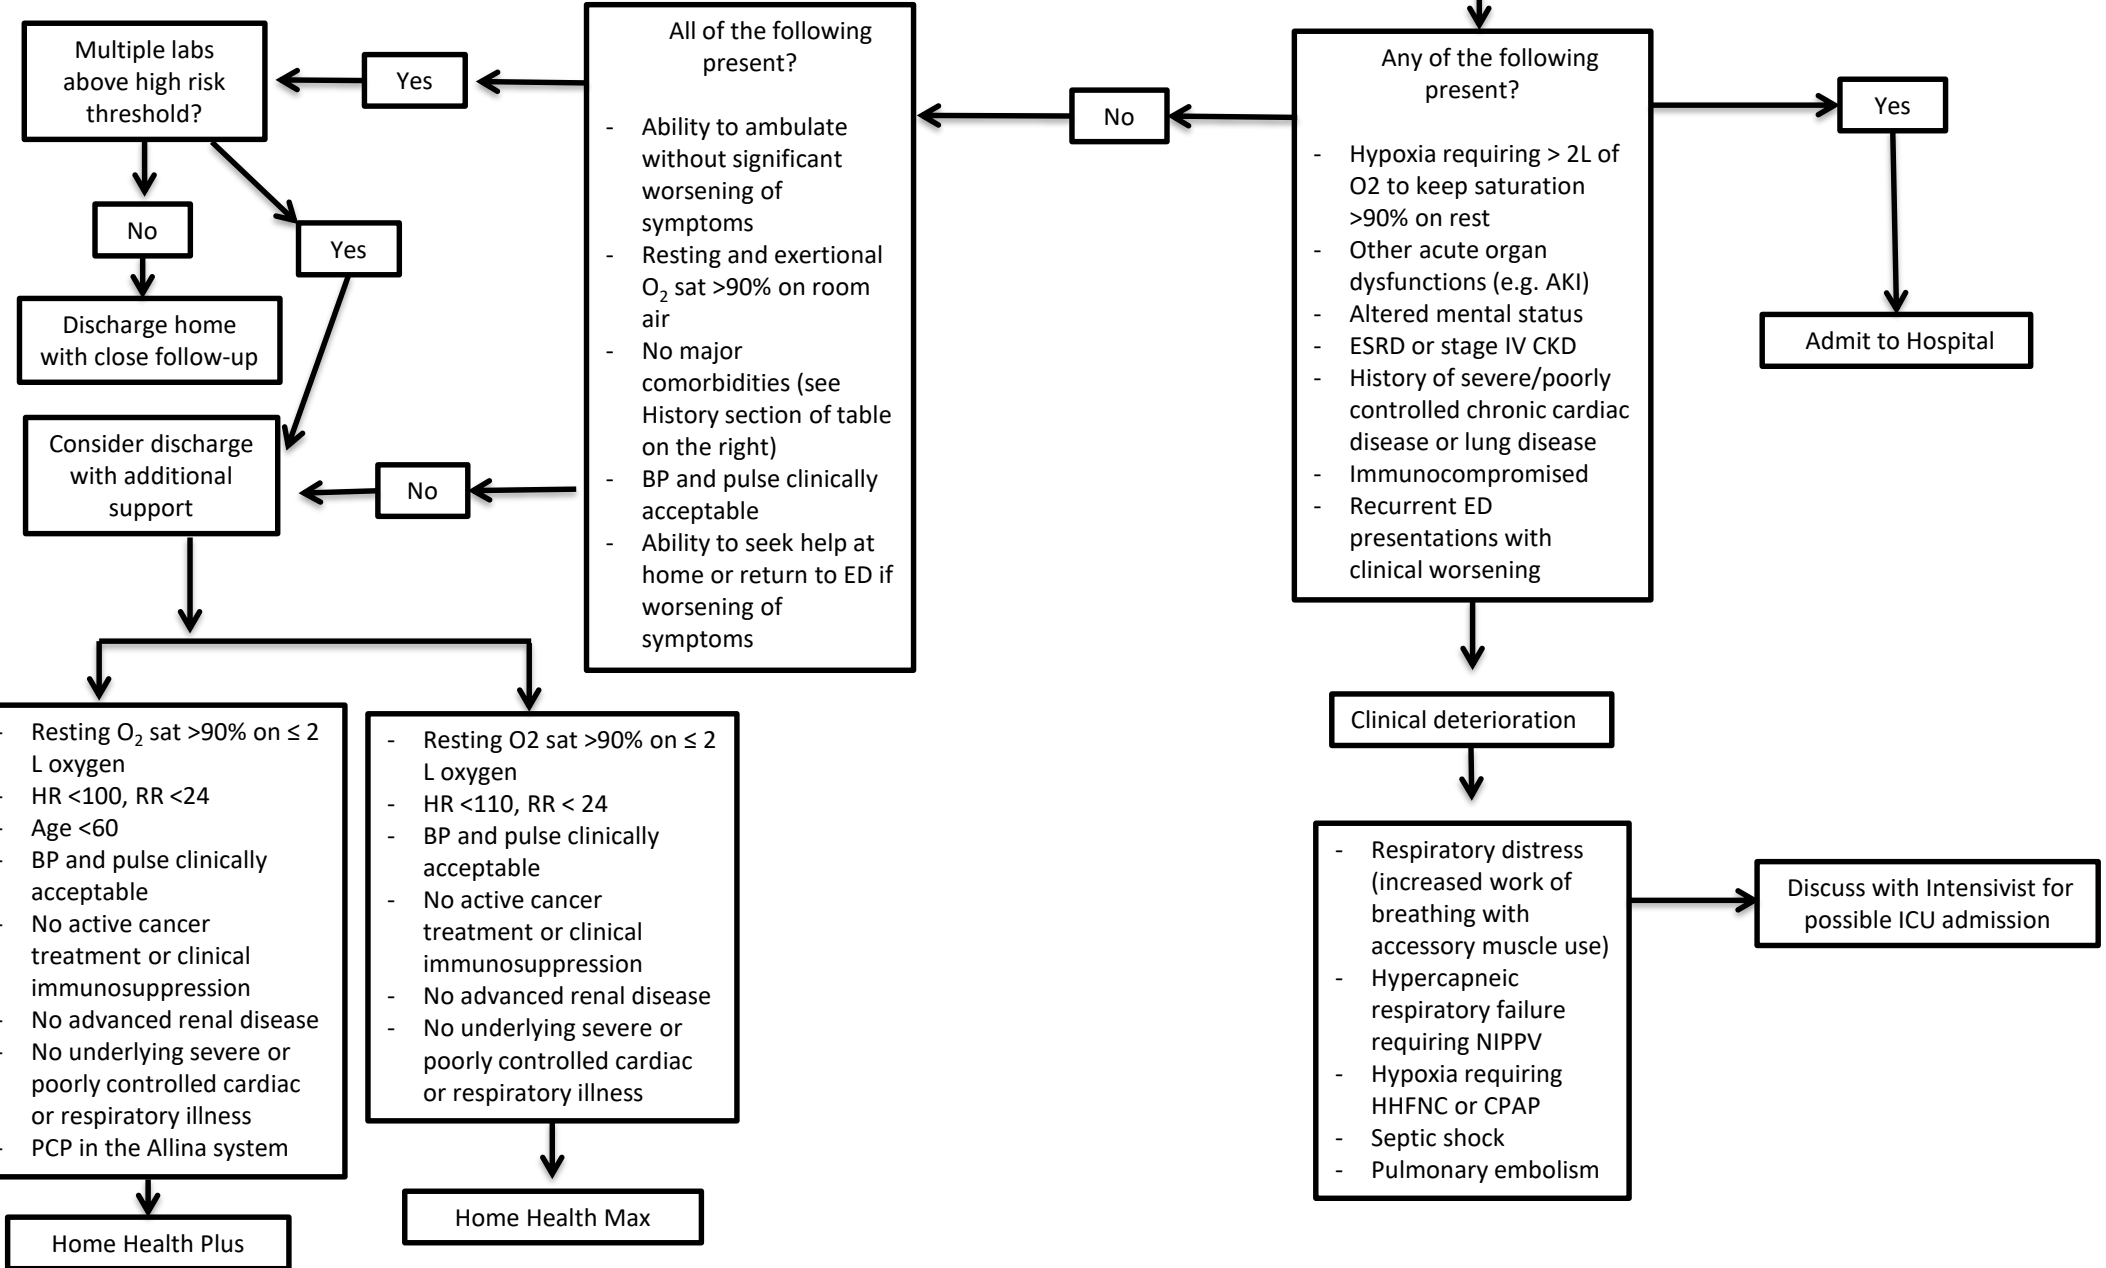 Multiple labs
above high risk
threshold?
Yes
All of the following
present?
- Ability to ambulate
without significant
worsening of
symptoms
- Resting and exertional
O₂ sat >90% on room
air
- No major
comorbidities (see
History section of table
on the right)
- BP and pulse clinically
acceptable
- Ability to seek help at
home or return to ED if
worsening of
symptoms
No
Any of the following
present?
- Hypoxia requiring > 2L of
O2 to keep saturation
>90% on rest
- Other acute organ
dysfunctions (e.g. AKI)
- Altered mental status
- ESRD or stage IV CKD
- History of severe/poorly
controlled chronic cardiac
disease or lung disease
- Immunocompromised
- Recurrent ED
presentations with
clinical worsening
Yes
Admit to Hospital
No
Yes
Discharge home
with close follow-up
Consider discharge
with additional
support
No
- Resting O₂ sat >90% on ≤ 2
L oxygen
- HR <100, RR <24
- Age <60
- BP and pulse clinically
acceptable
- No active cancer
treatment or clinical
immunosuppression
- No advanced renal disease
- No underlying severe or
poorly controlled cardiac
or respiratory illness
- PCP in the Allina system
Home Health Plus
- Resting O2 sat >90% on ≤ 2
L oxygen
- HR <110, RR < 24
- BP and pulse clinically
acceptable
- No active cancer
treatment or clinical
immunosuppression
- No advanced renal disease
- No underlying severe or
poorly controlled cardiac
or respiratory illness
Home Health Max
Clinical deterioration
- Respiratory distress
(increased work of
breathing with
accessory muscle use)
- Hypercapneic
respiratory failure
requiring NIPPV
- Hypoxia requiring
HHFNC or CPAP
- Septic shock
- Pulmonary embolism
Discuss with Intensivist for
possible ICU admission